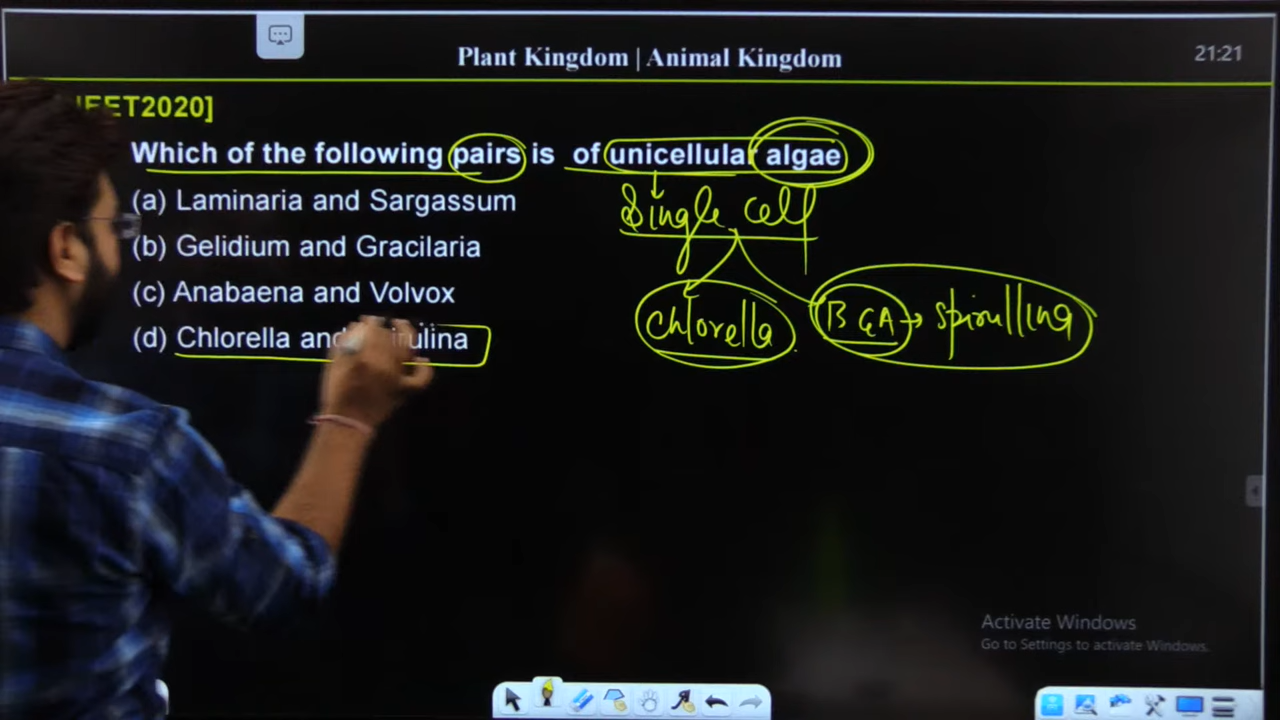 Plant Kingdom | Animal Kingdom
21:21
EET2020]
Which of the following pairs is of unicellular algae
(a) Laminaria and Sargassum
(b) Gelidium and Gracilaria
(c) Anabaena and Volvox
(d) Chlorella and
Single cell
chlorella
BGA → spirullina
Activate Windows
Go to Settings to activate Windows.